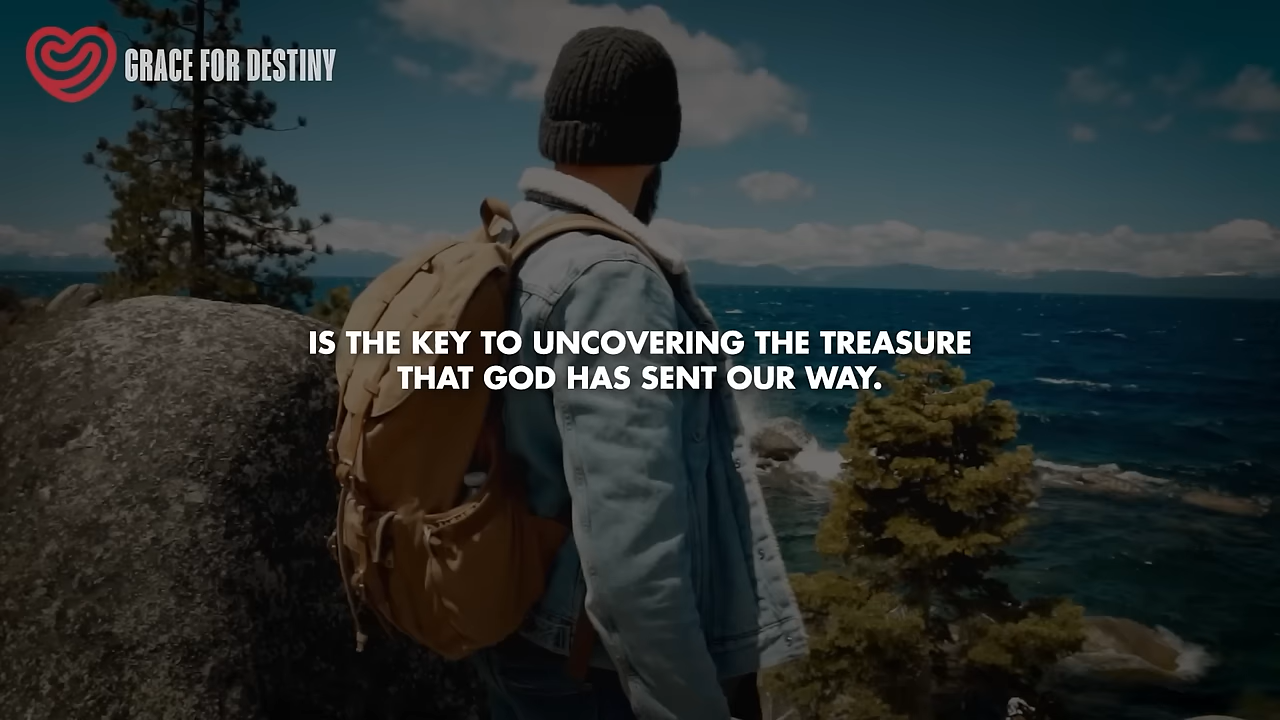 GRACE FOR DESTINY
IS THE KEY TO UNCOVERING THE TREASURE
THAT GOD HAS SENT OUR WAY.